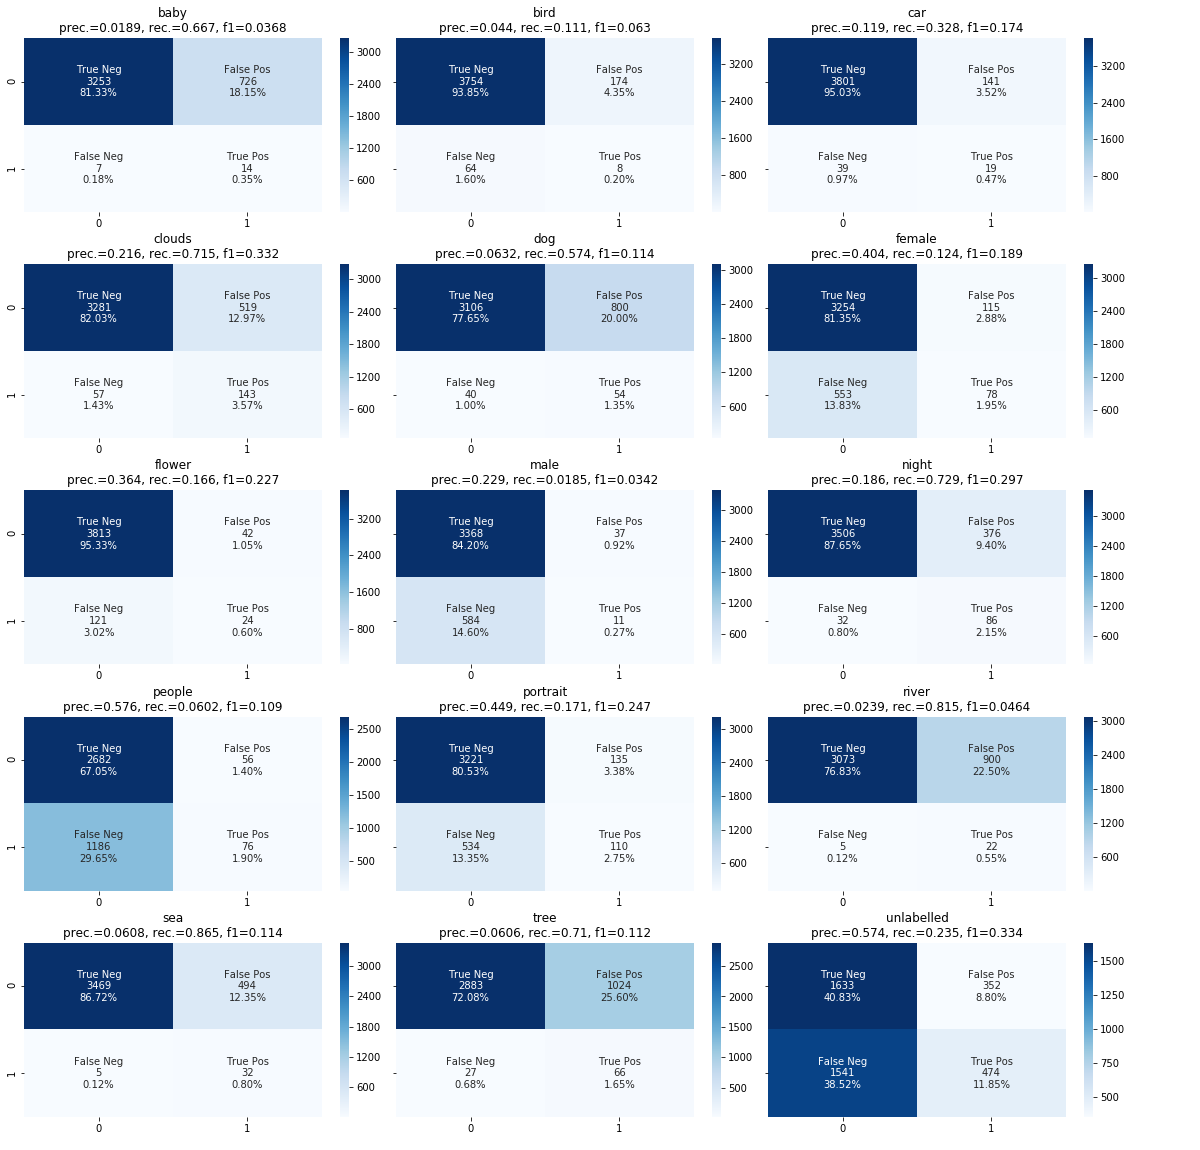 baby
prec.=0.0189, rec.=0.667, f1=0.0368
True Neg
3253
81.33%
False Pos
726
18.15%
False Neg
7
0.18%
True Pos
14
0.35%
0
1
0
1
3000
2400
1800
1200
600
bird
prec.=0.044, rec.=0.111, f1=0.063
True Neg
3754
93.85%
False Pos
174
4.35%
False Neg
64
1.60%
True Pos
8
0.20%
0
1
3200
2400
1600
800
car
prec.=0.119, rec.=0.328, f1=0.174
True Neg
3801
95.03%
False Pos
141
3.52%
False Neg
39
0.97%
True Pos
19
0.47%
0
1
3200
2400
1600
800
clouds
prec.=0.216, rec.=0.715, f1=0.332
True Neg
3281
82.03%
False Pos
519
12.97%
False Neg
57
1.43%
True Pos
143
3.57%
0
1
0
1
3000
2400
1800
1200
600
dog
prec.=0.0632, rec.=0.574, f1=0.114
True Neg
3106
77.65%
False Pos
800
20.00%
False Neg
40
1.00%
True Pos
54
1.35%
0
1
3000
2400
1800
1200
600
female
prec.=0.404, rec.=0.124, f1=0.189
True Neg
3254
81.35%
False Pos
115
2.88%
False Neg
553
13.83%
True Pos
78
1.95%
0
1
3000
2400
1800
1200
600
flower
prec.=0.364, rec.=0.166, f1=0.227
True Neg
3813
95.33%
False Pos
42
1.05%
False Neg
121
3.02%
True Pos
24
0.60%
0
1
0
1
3200
2400
1600
800
male
prec.=0.229, rec.=0.0185, f1=0.0342
True Neg
3368
84.20%
False Pos
37
0.92%
False Neg
584
14.60%
True Pos
11
0.27%
0
1
3000
2400
1800
1200
600
night
prec.=0.186, rec.=0.729, f1=0.297
True Neg
3506
87.65%
False Pos
376
9.40%
False Neg
32
0.80%
True Pos
86
2.15%
0
1
3000
2400
1800
1200
600
people
prec.=0.576, rec.=0.0602, f1=0.109
True Neg
2682
67.05%
False Pos
56
1.40%
False Neg
1186
29.65%
True Pos
76
1.90%
0
1
0
1
2500
2000
1500
1000
500
portrait
prec.=0.449, rec.=0.171, f1=0.247
True Neg
3221
80.53%
False Pos
135
3.38%
False Neg
534
13.35%
True Pos
110
2.75%
0
1
3000
2400
1800
1200
600
river
prec.=0.0239, rec.=0.815, f1=0.0464
True Neg
3073
76.83%
False Pos
900
22.50%
False Neg
5
0.12%
True Pos
22
0.55%
0
1
3000
2400
1800
1200
600
sea
prec.=0.0608, rec.=0.865, f1=0.114
True Neg
3469
86.72%
False Pos
494
12.35%
False Neg
5
0.12%
True Pos
32
0.80%
0
1
0
1
3000
2400
1800
1200
600
tree
prec.=0.0606, rec.=0.71, f1=0.112
True Neg
2883
72.08%
False Pos
1024
25.60%
False Neg
27
0.68%
True Pos
66
1.65%
0
1
2500
2000
1500
1000
500
unlabelled
prec.=0.574, rec.=0.235, f1=0.334
True Neg
1633
40.83%
False Pos
352
8.80%
False Neg
1541
38.52%
True Pos
474
11.85%
0
1
1500
1250
1000
750
500